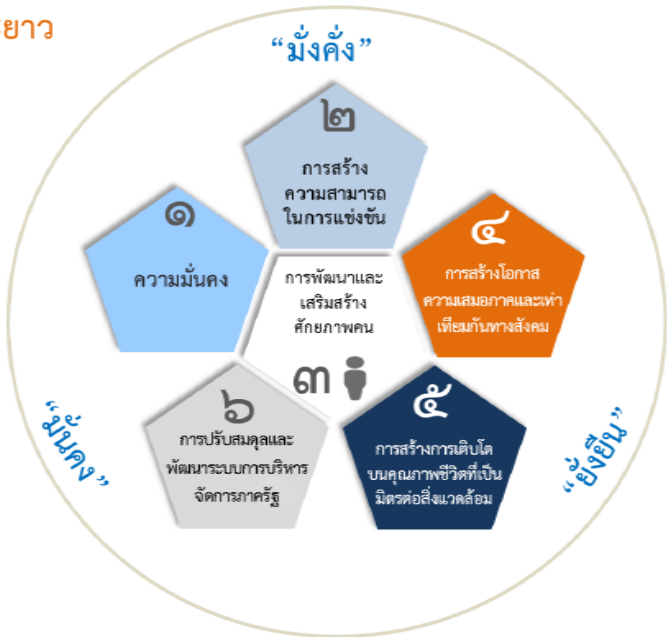 ยาว
“มั่งคั่ง”
๒
การสร้าง
ความสามารถ
ในการแข่งขัน
๑
ความมั่นคง
๔
การสร้างโอกาส
ความเสมอภาคและเท่า
เทียมกันทางสังคม
การพัฒนาและ
เสริมสร้าง
ศักยภาพคน
๓
๖
การปรับสมดุลและ
พัฒนาระบบการบริหาร
จัดการภาครัฐ
๕
การสร้างการเติบโต
บนคุณภาพชีวิตที่เป็น
มิตรต่อสิ่งแวดล้อม
“มั่นคง”
“ยั่งยืน”